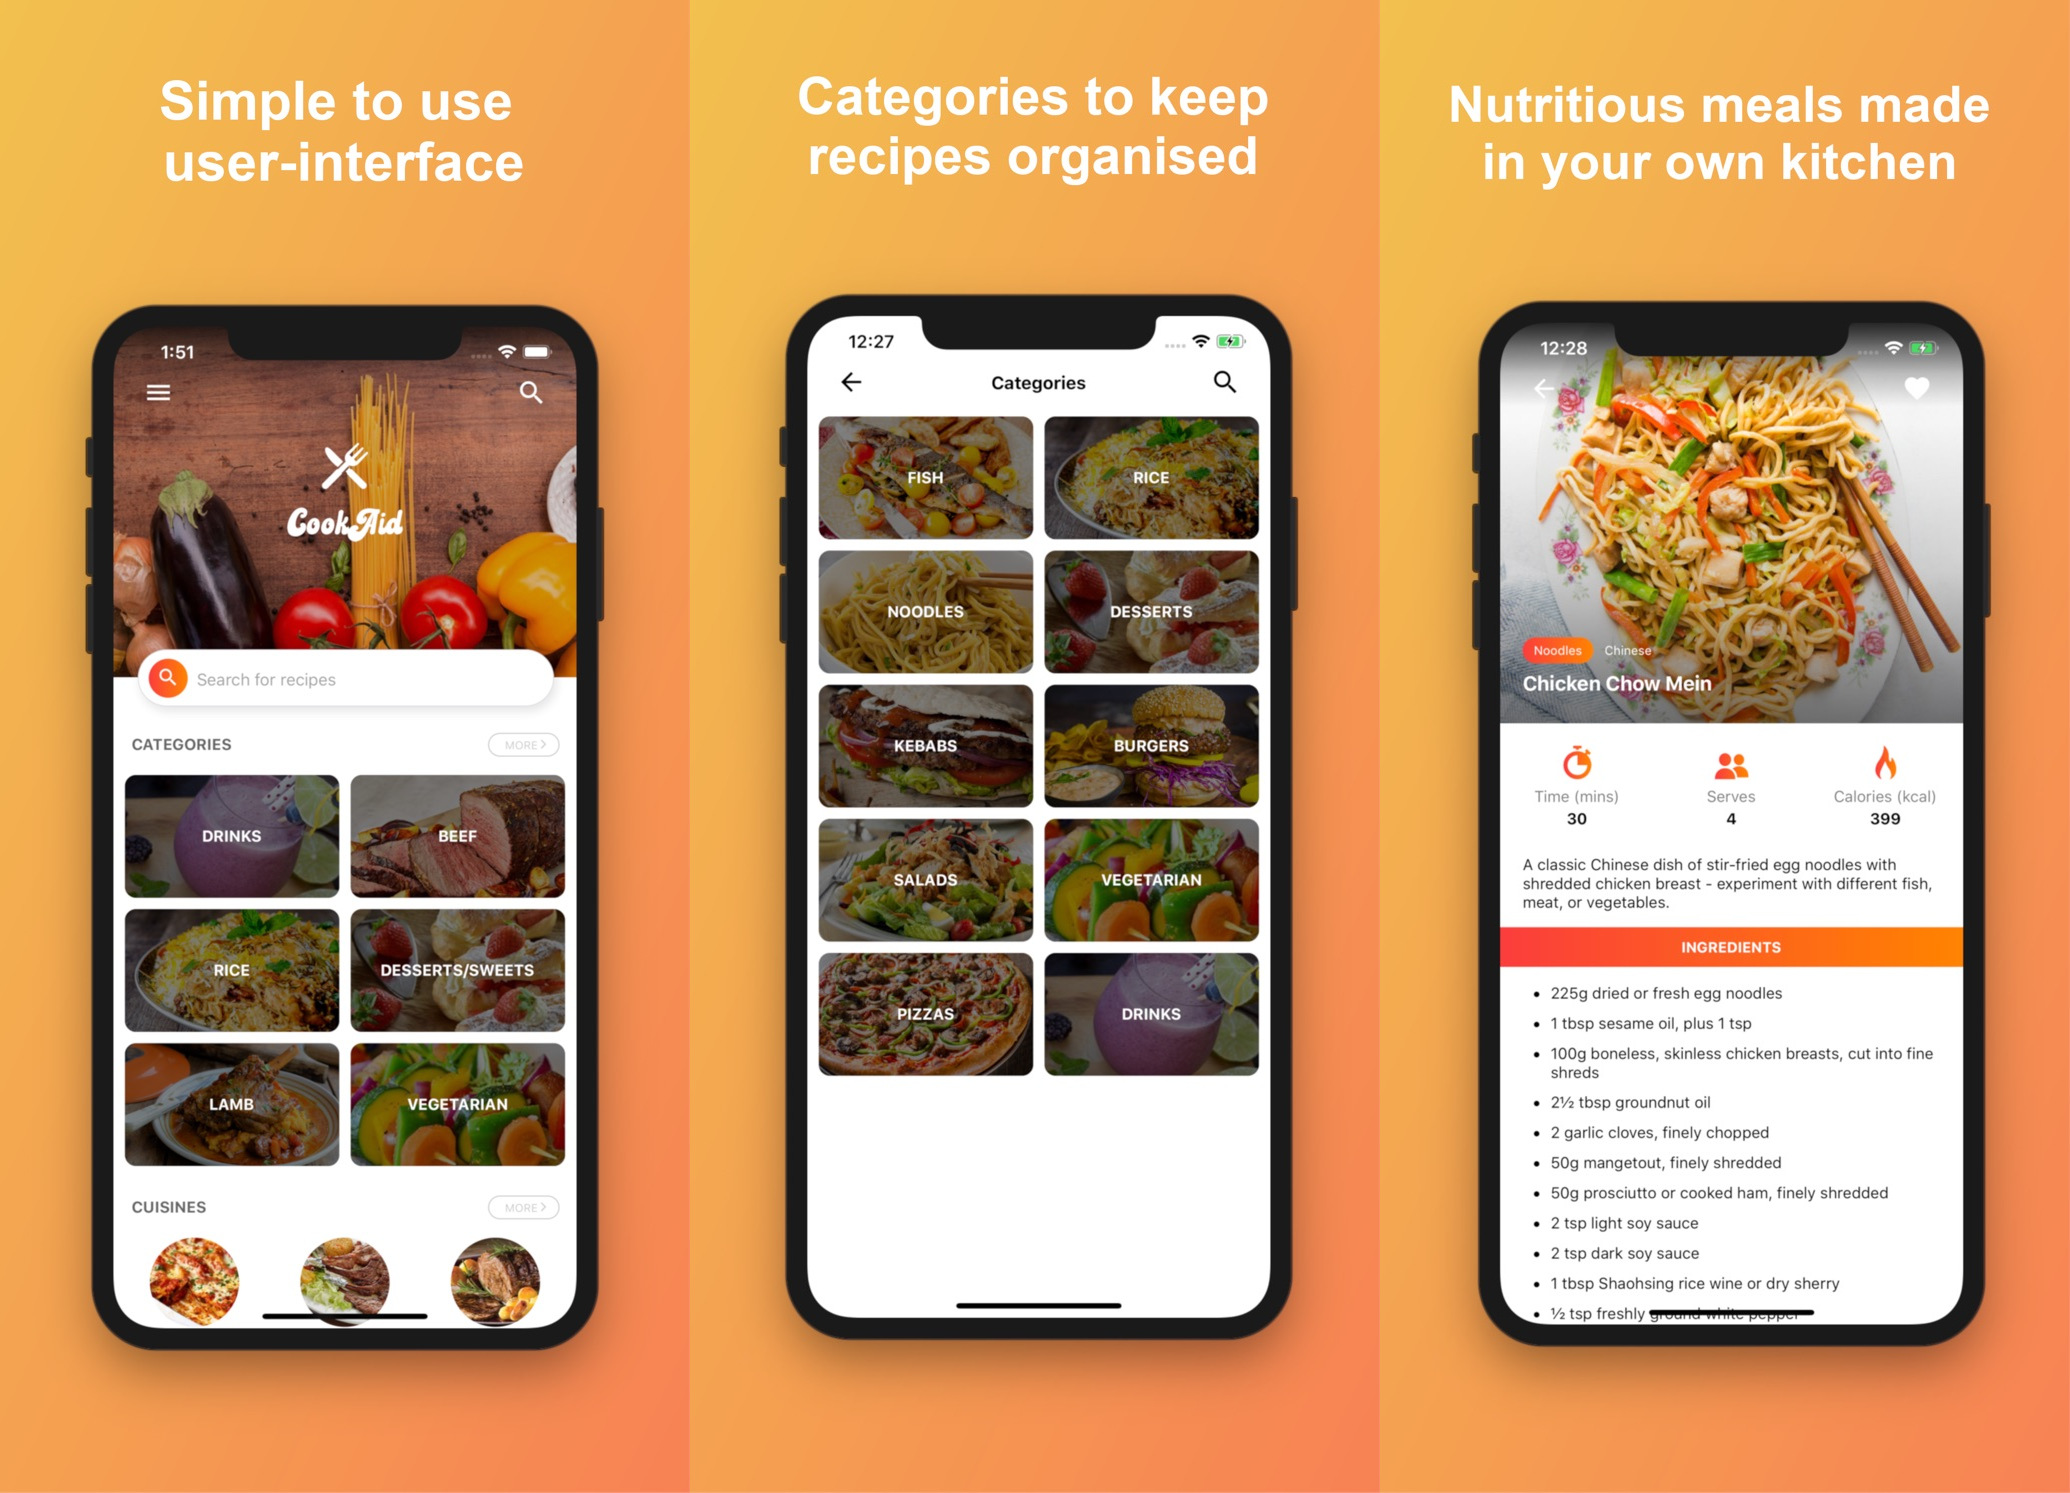 Simple to use
user-interface
1:51
CookAid
Search for recipes
CATEGORIES
MORE
DRINKS
BEEF
RICE
DESSERTS/SWEETS
LAMB
VEGETARIAN
CUISINES
MORE
Categories to keep
recipes organised
12:27
Categories
FISH
RICE
NOODLES
DESSERTS
KEBABS
BURGERS
SALADS
VEGETARIAN
PIZZAS
DRINKS
Nutritious meals made
in your own kitchen
12:28
Noodles
Chinese
Chicken Chow Mein
Time (mins)
30
Serves
4
Calories (kcal)
399
A classic Chinese dish of stir-fried egg noodles with
shredded chicken breast - experiment with different fish,
meat, or vegetables.
INGREDIENTS
225g dried or fresh egg noodles
1 tbsp sesame oil, plus 1 tsp
100g boneless, skinless chicken breasts, cut into fine
shreds
2½ tbsp groundnut oil
2 garlic cloves, finely chopped
50g mangetout, finely shredded
50g prosciutto or cooked ham, finely shredded
2 tsp light soy sauce
2 tsp dark soy sauce
1 tbsp Shaohsing rice wine or dry sherry
½ tsp freshly ground white pepper